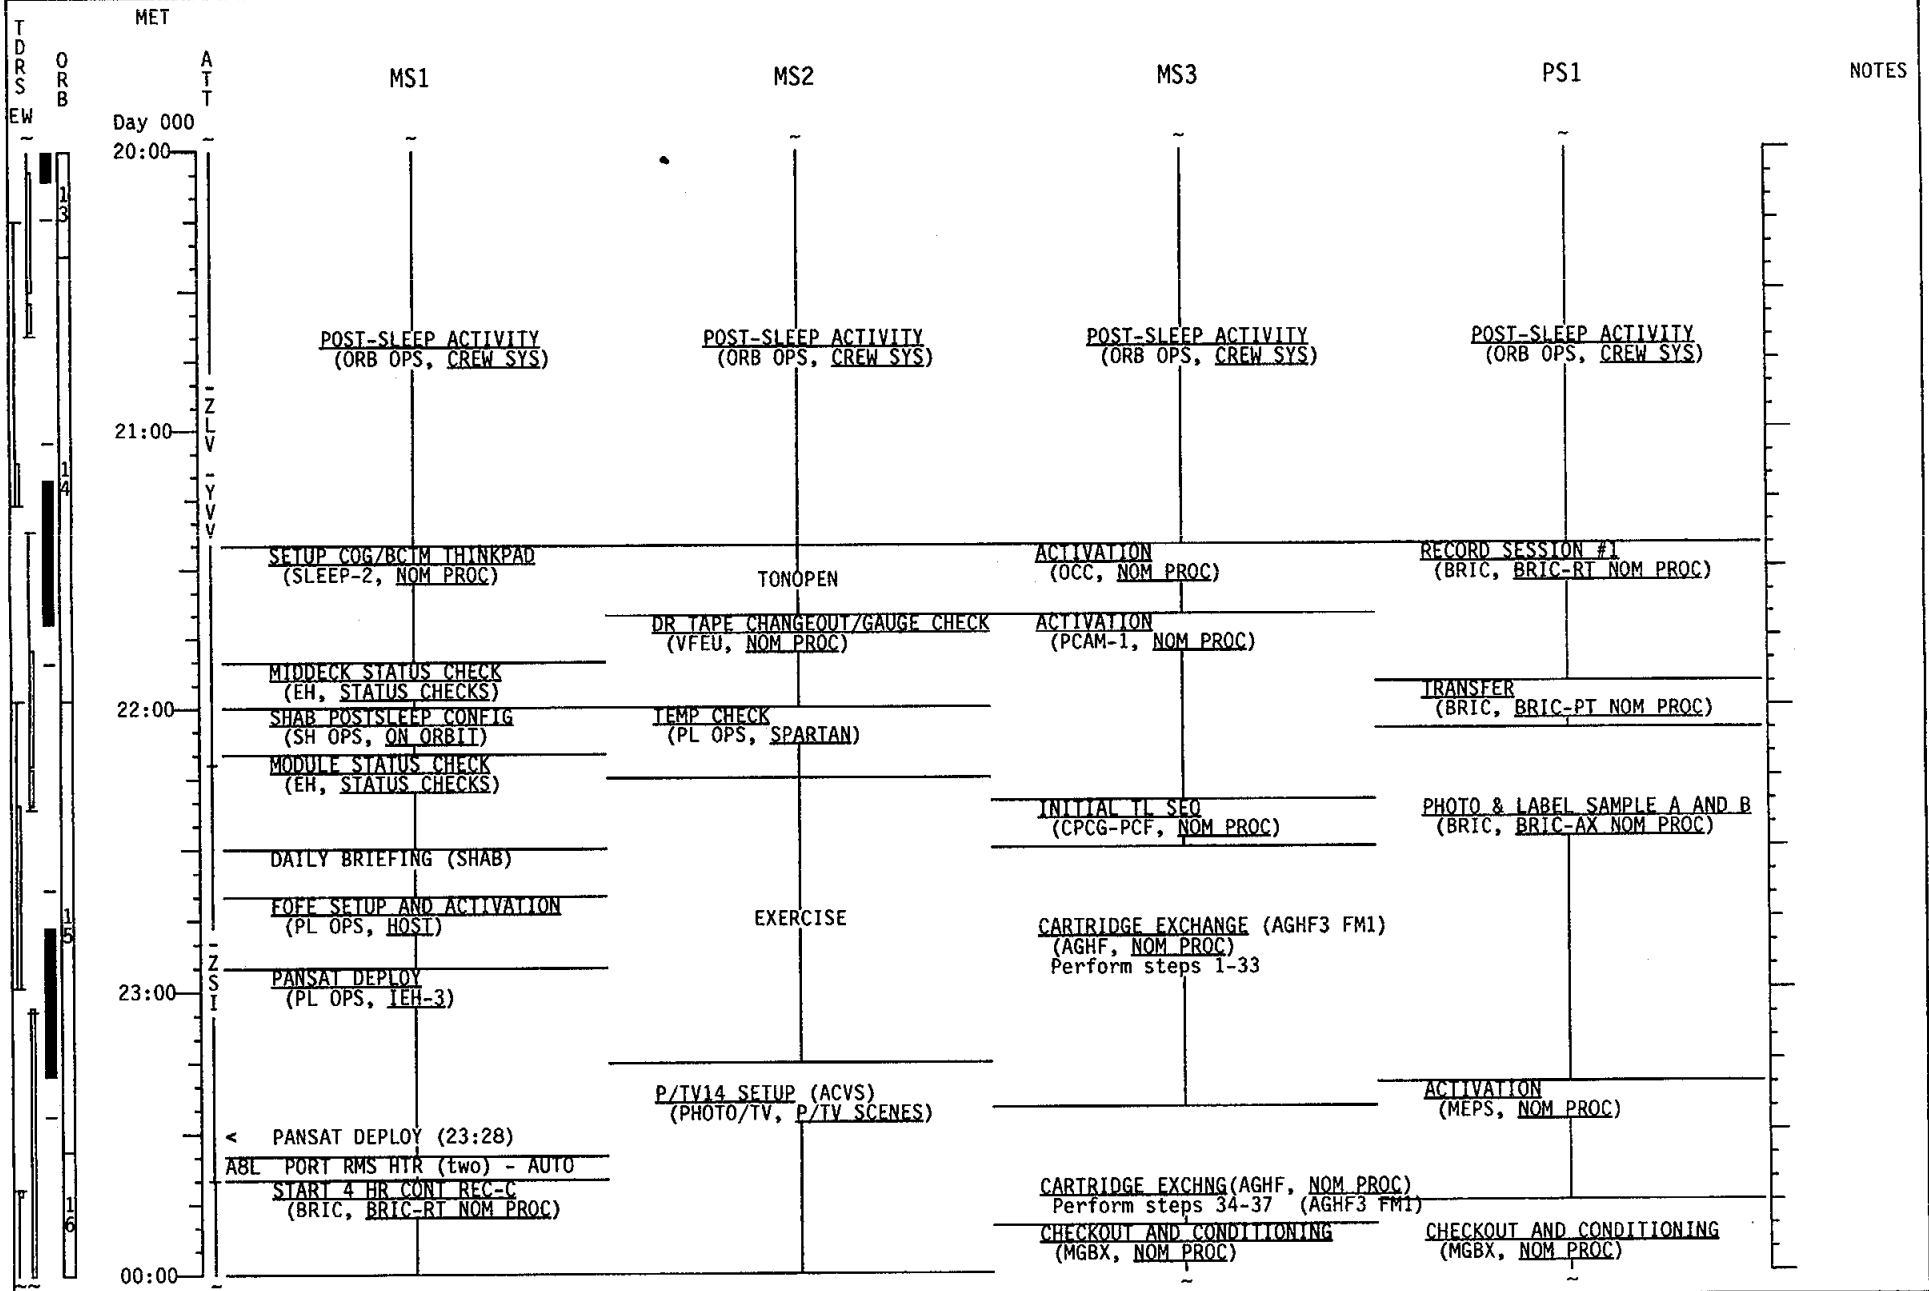 MET
TDRS
EW
ORB
ATT
MS1
MS2
MS3
PS1
NOTES
Day 000
20:00
13
POST-SLEEP ACTIVITY
(ORB OPS, CREW SYS)
POST-SLEEP ACTIVITY
(ORB OPS, CREW SYS)
POST-SLEEP ACTIVITY
(ORB OPS, CREW SYS)
POST-SLEEP ACTIVITY
(ORB OPS, CREW SYS)
-ZLV
21:00
14
-YVV
SETUP COG/BCTM THINKPAD
(SLEEP-2, NOM PROC)
TONOPEN
ACTIVATION
(OCC, NOM PROC)
RECORD SESSION #1
(BRIC, BRIC-RT NOM PROC)
DR TAPE CHANGEOUT/GAUGE CHECK
(VFEU, NOM PROC)
ACTIVATION
(PCAM-1, NOM PROC)
MIDDECK STATUS CHECK
(EH, STATUS CHECKS)
TRANSFER
(BRIC, BRIC-PT NOM PROC)
22:00
SHAB POSTSLEEP CONFIG
(SH OPS, ON ORBIT)
TEMP CHECK
(PL OPS, SPARTAN)
MODULE STATUS CHECK
(EH, STATUS CHECKS)
INITIAL TL SEQ
(CPCG-PCF, NOM PROC)
PHOTO & LABEL SAMPLE A AND B
(BRIC, BRIC-AX NOM PROC)
DAILY BRIEFING (SHAB)
15
FOFE SETUP AND ACTIVATION
(PL OPS, HOST)
EXERCISE
CARTRIDGE EXCHANGE (AGHF3 FM1)
(AGHF, NOM PROC)
Perform steps 1-33
-ZSI
PANSAT DEPLOY
(PL OPS, IEH-3)
23:00
P/TV14 SETUP (ACVS)
(PHOTO/TV, P/TV SCENES)
ACTIVATION
(MEPS, NOM PROC)
< PANSAT DEPLOY (23:28)
A8L PORT RMS HTR (two) - AUTO
START 4 HR CONT REC-C
(BRIC, BRIC-RT NOM PROC)
16
CARTRIDGE EXCHNG(AGHF, NOM PROC)
Perform steps 34-37 (AGHF3 FM1)
CHECKOUT AND CONDITIONING
(MGBX, NOM PROC)
CHECKOUT AND CONDITIONING
(MGBX, NOM PROC)
00:00